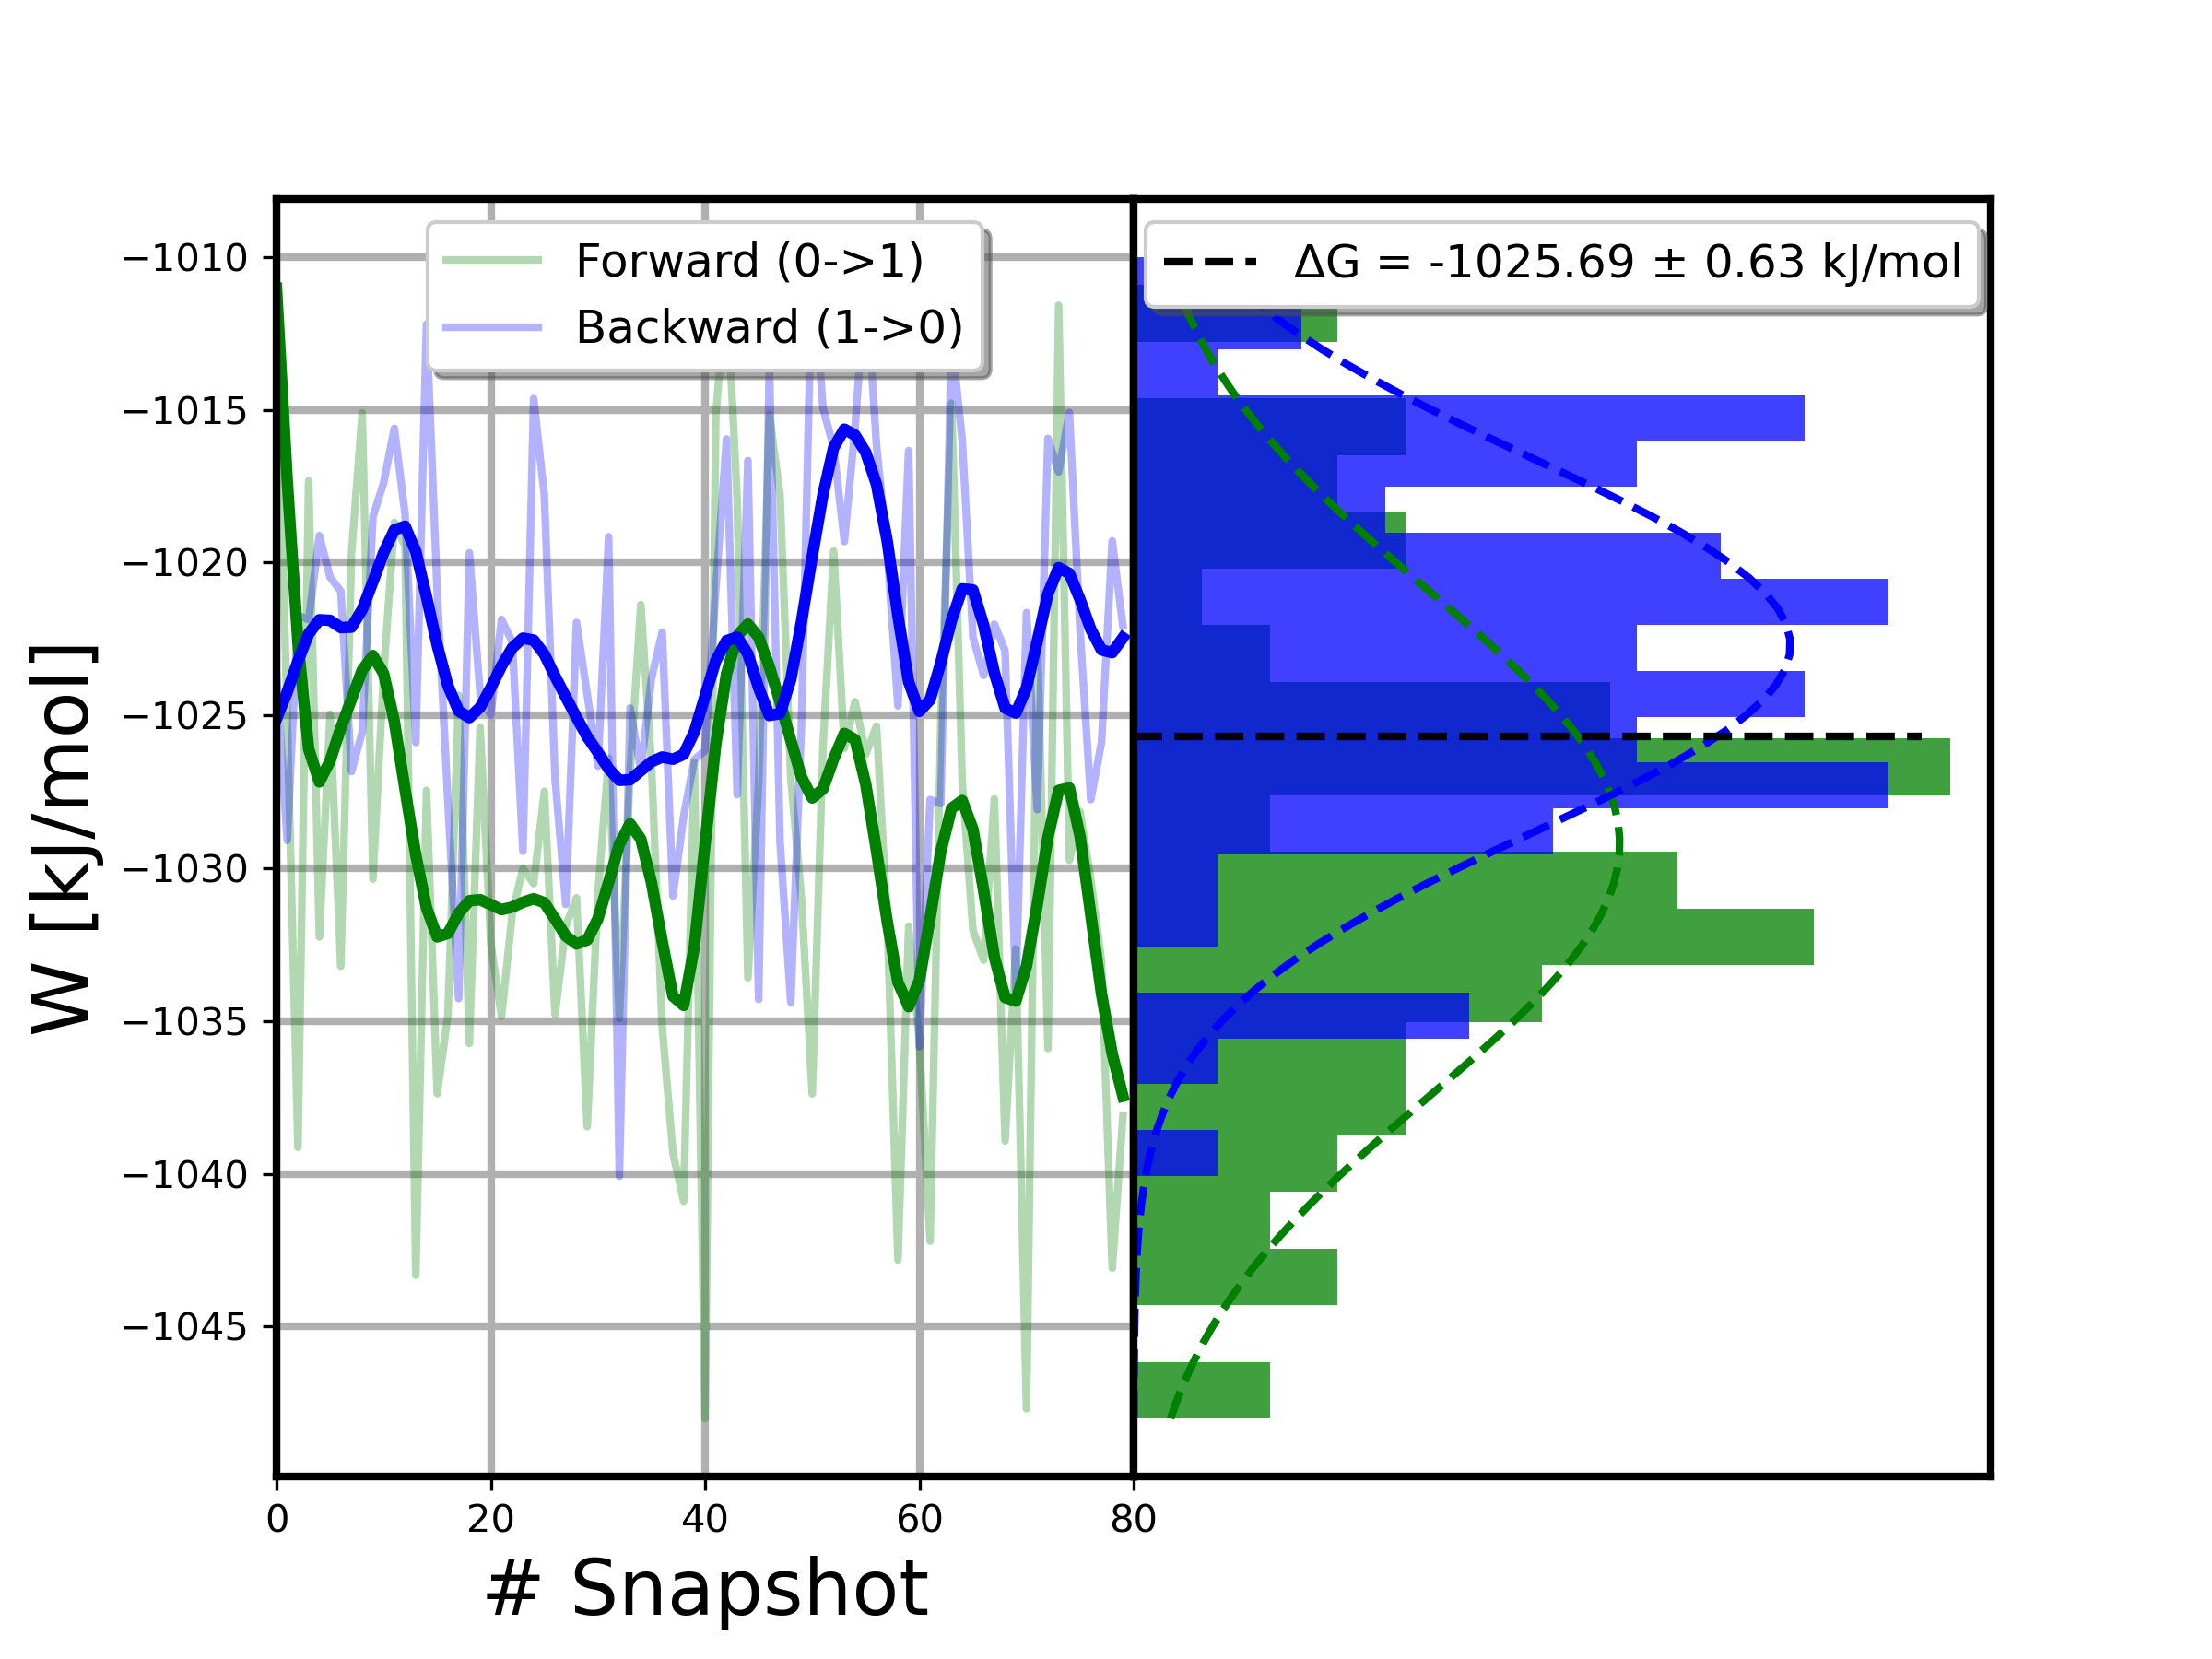 Forward (0->1)
Backward (1->0)
ΔG = -1025.69 ± 0.63 kJ/mol
W [kJ/mol]
−1010
−1015
−1020
−1025
−1030
−1035
−1040
−1045
0 20 40 60 80
# Snapshot